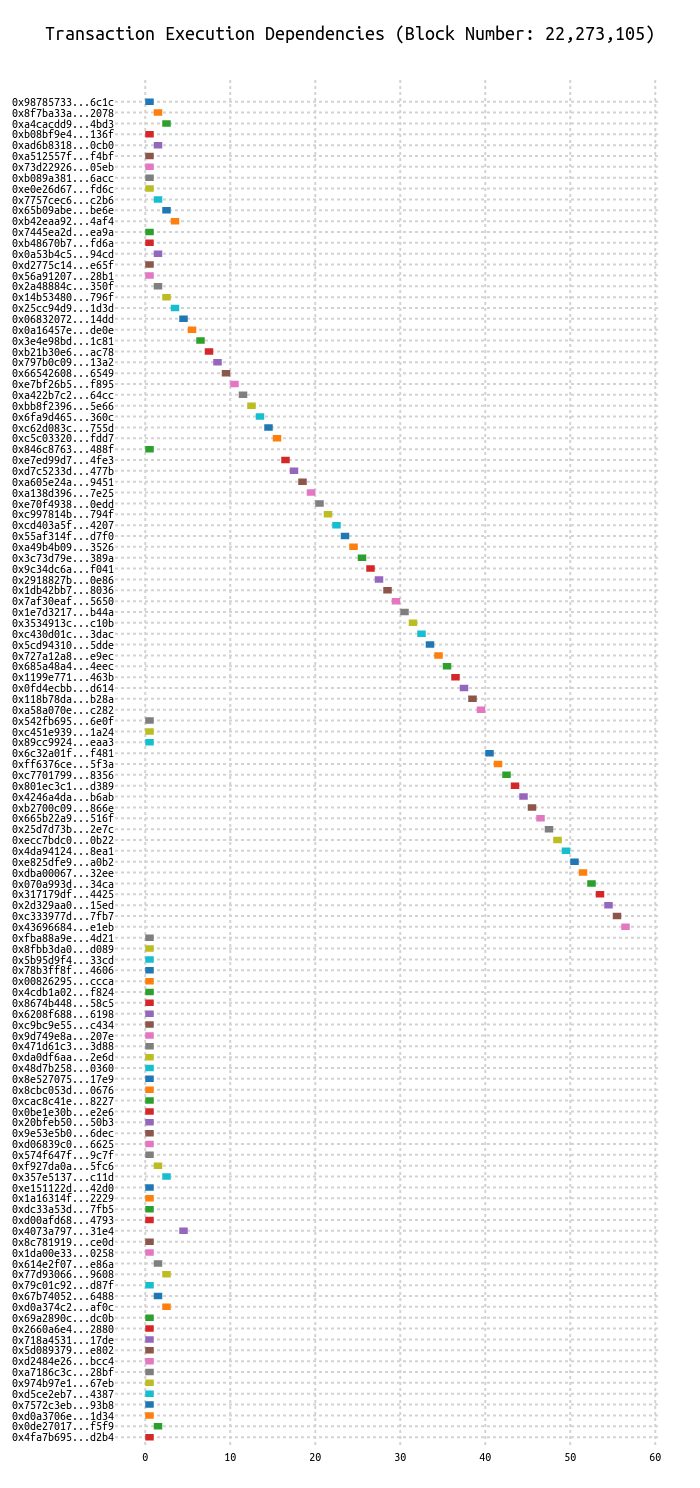 Transaction Execution Dependencies (Block Number: 22,273,105)
0x98785733...6c1c
0x8f7ba33a...2078
0xa4cacdd9...4bd3
0xb08bf9e4...136f
0xad6b8318...0cb0
0xa512557f...f4bf
0x73d22926...05eb
0xb089a381...6acc
0xe0e26d67...fd6c
0x7757cec6...c2b6
0x65b09abe...be6e
0xb42eaa92...4af4
0x7445ea2d...ea9a
0xb48670b7...fd6a
0x0a53b4c5...94cd
0xd2775c14...e65f
0x56a91207...28b1
0x2a48884c...350f
0x14b53480...796f
0x25cc94d9...1d3d
0x06832072...14dd
0x0a16457e...de0e
0x3e4e98bd...1c81
0xb21b30e6...ac78
0x797b0c09...13a2
0x66542608...6549
0xe7bf26b5...f895
0xa422b7c2...64cc
0xbb8f2396...5e66
0x6fa9d465...360c
0xc62d083c...755d
0xc5c03320...fdd7
0x846c8763...488f
0xe7ed99d7...4fe3
0xd7c5233d...477b
0xa605e24a...9451
0xa138d396...7e25
0xe70f4938...0edd
0xc997814b...794f
0xcd403a5f...4207
0x55af314f...d7f0
0xa49b4b09...3526
0x3c73d79e...389a
0x9c34dc6a...f041
0x2918827b...0e86
0x1db42bb7...8036
0x7af30eaf...5650
0x1e7d3217...b44a
0x3534913c...c10b
0xc430d01c...3dac
0x5cd94310...5dde
0x727a12a8...e9ec
0x685a48a4...4eec
0x1199e771...463b
0x0fd4ecbb...d614
0x118b78da...b28a
0xa58a070e...c282
0x542fb695...6e0f
0xc451e939...1a24
0x89cc9924...eaa3
0x6c32a01f...f481
0xff6376ce...5f3a
0xc7701799...8356
0x801ec3c1...d389
0x4246a4da...b6ab
0xb2700c09...866e
0x665b22a9...516f
0x25d7d73b...2e7c
0xecc7bdc0...0b22
0x4da94124...8ea1
0xe825dfe9...a0b2
0xdba00067...32ee
0x070a993d...34ca
0x317179df...4425
0x2d329aa0...15ed
0xc333977d...7fb7
0x43696684...e1eb
0xfba88a9e...4d21
0x8fbb3da0...d089
0x5b95d9f4...33cd
0x78b3ff8f...4606
0x00826295...ccca
0x4cdb1a02...f824
0x8674b448...58c5
0x6208f688...6198
0xc9bc9e55...c434
0x9d749e8a...207e
0x471d61c3...3d88
0xda0df6aa...2e6d
0x48d7b258...0360
0x8e527075...17e9
0x8cbc053d...0676
0xcac8c41e...8227
0x0be1e30b...e2e6
0x20bfeb50...50b3
0x9e53e5b0...6dec
0xd06839c0...6625
0x574f647f...9c7f
0xf927da0a...5fc6
0x357e5137...c11d
0xe151122d...42d0
0x1a16314f...2229
0xdc33a53d...7fb5
0xd00afd68...4793
0x4073a797...31e4
0x8c781919...ce0d
0x1da00e33...0258
0x614e2f07...e86a
0x77d93066...9608
0x79c01c92...d87f
0x67b74052...6488
0xd0a374c2...af0c
0x69a2890c...dc0b
0x2660a6e4...2880
0x718a4531...17de
0x5d089379...e802
0xd2484e26...bcc4
0xa7186c3c...28bf
0x974b97e1...67eb
0xd5ce2eb7...4387
0x7572c3eb...93b8
0xd0a3706e...1d34
0x0de27017...f5f9
0x4fa7b695...d2b4
0 10 20 30 40 50 60